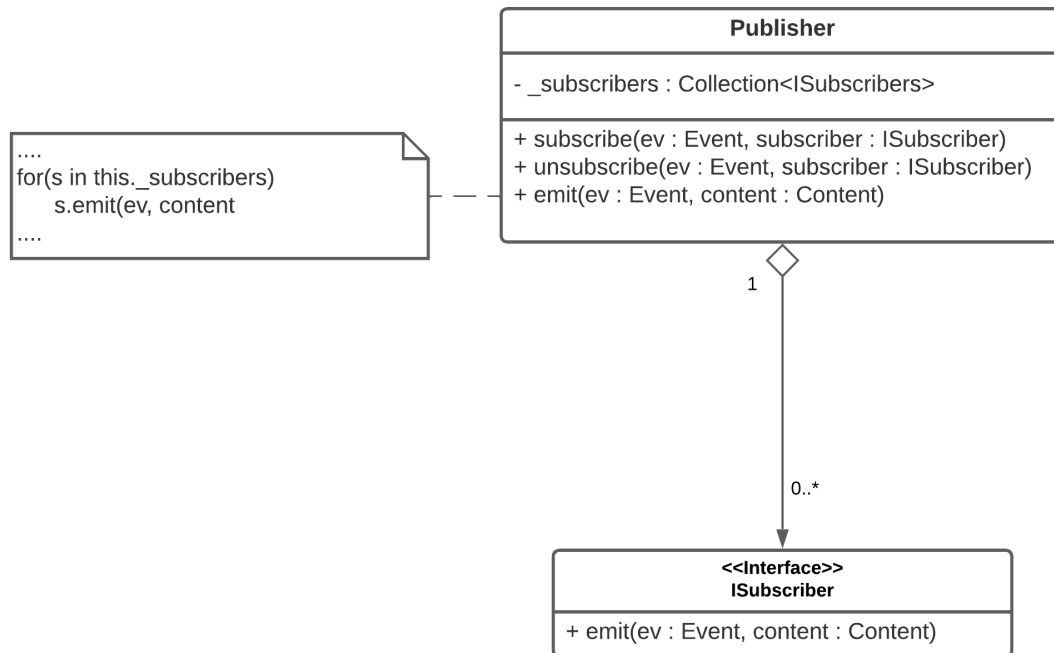 Publisher
- _subscribers : Collection<ISubscribers>
+ subscribe(ev : Event, subscriber : ISubscriber)
+ unsubscribe(ev : Event, subscriber : ISubscriber)
+ emit(ev : Event, content : Content)
....
for(s in this._subscribers)
s.emit(ev, content
....
1
0..*
<<Interface>>
ISubscriber
+ emit(ev : Event, content : Content)